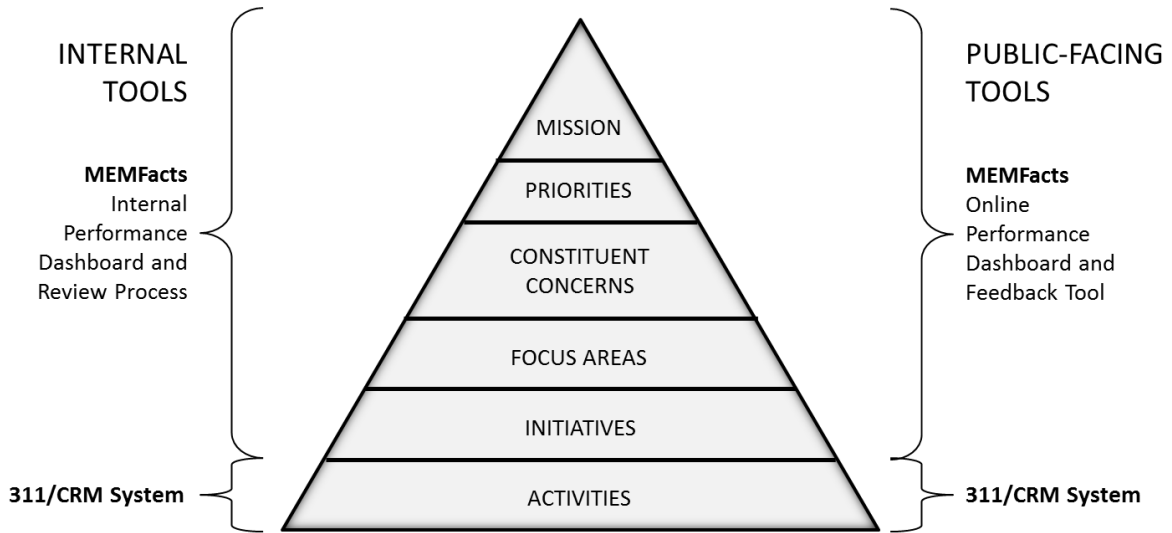 INTERNAL
TOOLS
MEMFacts
Internal
Performance
Dashboard and
Review Process
311/CRM System
MISSION
PRIORITIES
CONSTITUENT
CONCERNS
FOCUS AREAS
INITIATIVES
ACTIVITIES
PUBLIC-FACING
TOOLS
MEMFacts
Online
Performance
Dashboard and
Feedback Tool
311/CRM System